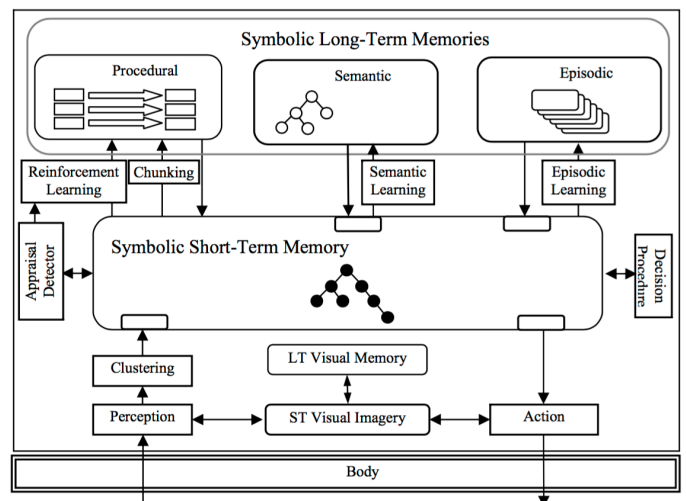 Symbolic Long-Term Memories
Procedural
Semantic
Episodic
Reinforcement
Learning
Chunking
Semantic
Learning
Episodic
Learning
Appraisal
Detector
Symbolic Short-Term Memory
Decision
Procedure
Clustering
LT Visual Memory
Perception
ST Visual Imagery
Action
Body